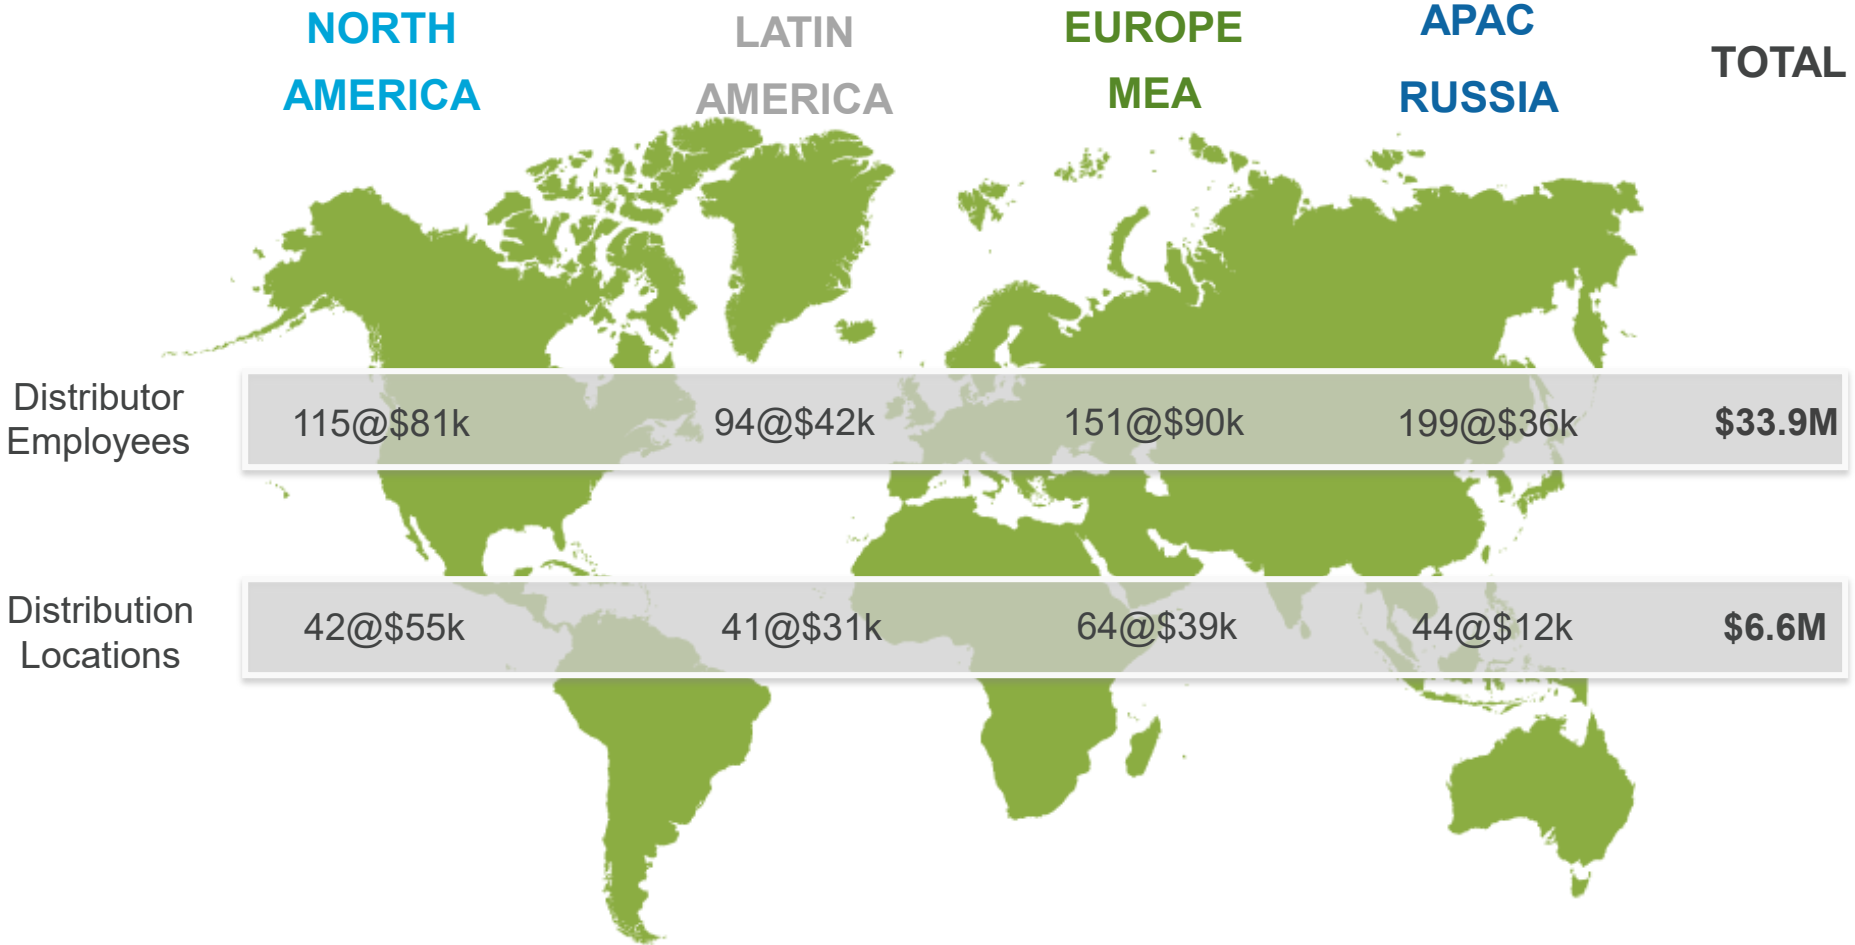 NORTH
AMERICA
LATIN
AMERICA
EUROPE
MEA
APAC
RUSSIA
TOTAL
Distributor
Employees
115@$81k
94@$42k
151@$90k
199@$36k
$33.9M
Distribution
Locations
42@$55k
41@$31k
64@$39k
44@$12k
$6.6M